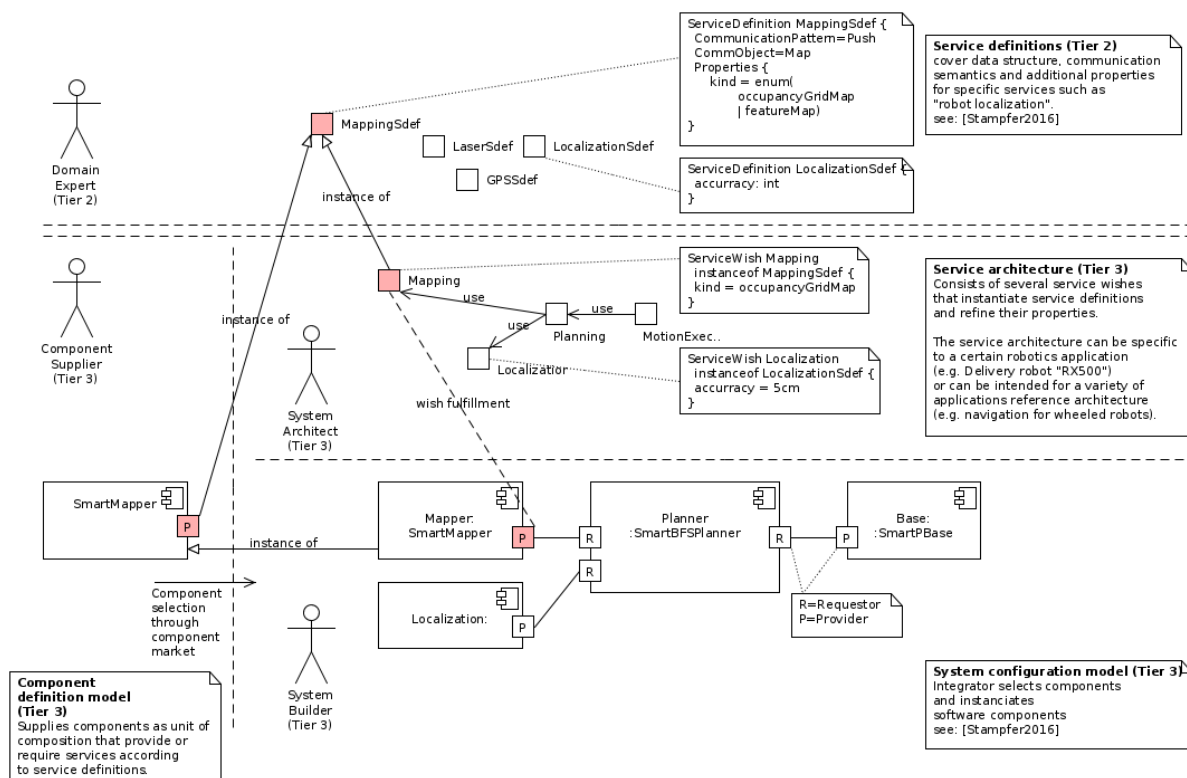 ServiceDefinition MappingSdef {
CommunicationPattern=Push
CommObject=Map
Properties {
kind = enum(
occupancyGridMap
| featureMap)
}
Service definitions (Tier 2)
cover data structure, communication
semantics and additional properties
for specific services such as
"robot localization".
see: [Stampfer2016]
MappingSdef
LaserSdef
LocalizationSdef
GPSSdef
Domain
Expert
(Tier 2)
instance of
ServiceDefinition LocalizationSdef {
accurracy: int
}
Component
Supplier
(Tier 3)
instance of
System
Architect
(Tier 3)
Mapping
use
use
use
Planning
MotionExec..
Localization
wish fulfillment
ServiceWish Mapping
instanceof MappingSdef {
kind = occupancyGridMap
}
ServiceWish Localization
instanceof LocalizationSdef {
accurracy = 5cm
}
Service architecture (Tier 3)
Consists of several service wishes
that instantiate service definitions
and refine their properties.
The service architecture can be specific
to a certain robotics application
(e.g. Delivery robot "RX500")
or can be intended for a variety of
applications reference architecture
(e.g. navigation for wheeled robots).
SmartMapper
P
instance of
Mapper:
SmartMapper
P
R
R
Planner
:SmartBFSPlanner
R
P
Base:
:SmartPBase
Localization:
P
R=Requestor
P=Provider
Component
selection
through
component
market
System
Builder
(Tier 3)
Component
definition model
(Tier 3)
Supplies components as unit of
composition that provide or
require services according
to service definitions.
System configuration model (Tier 3)
Integrator selects components
and instanciates
software components
see: [Stampfer2016]